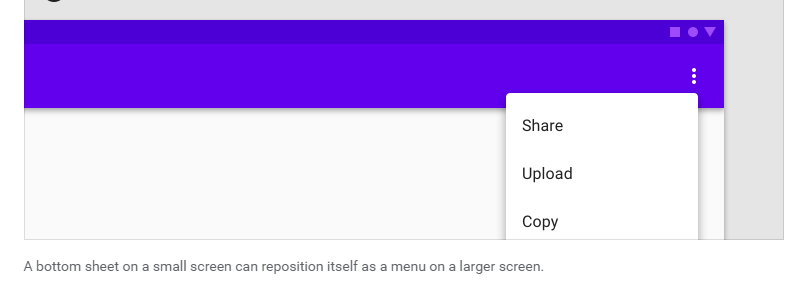 Share
Upload
Copy
A bottom sheet on a small screen can reposition itself as a menu on a larger screen.